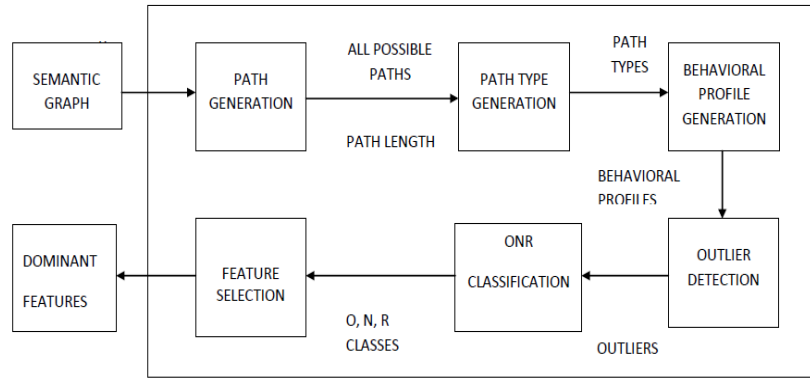 SEMANTIC
GRAPH
PATH
GENERATION
ALL POSSIBLE
PATHS
PATH LENGTH
PATH TYPE
GENERATION
PATH
TYPES
BEHAVIORAL
PROFILE
GENERATION
BEHAVIORAL
PROFILES
OUTLIER
DETECTION
OUTLIERS
ONR
CLASSIFICATION
O, N, R
CLASSES
FEATURE
SELECTION
DOMINANT
FEATURES